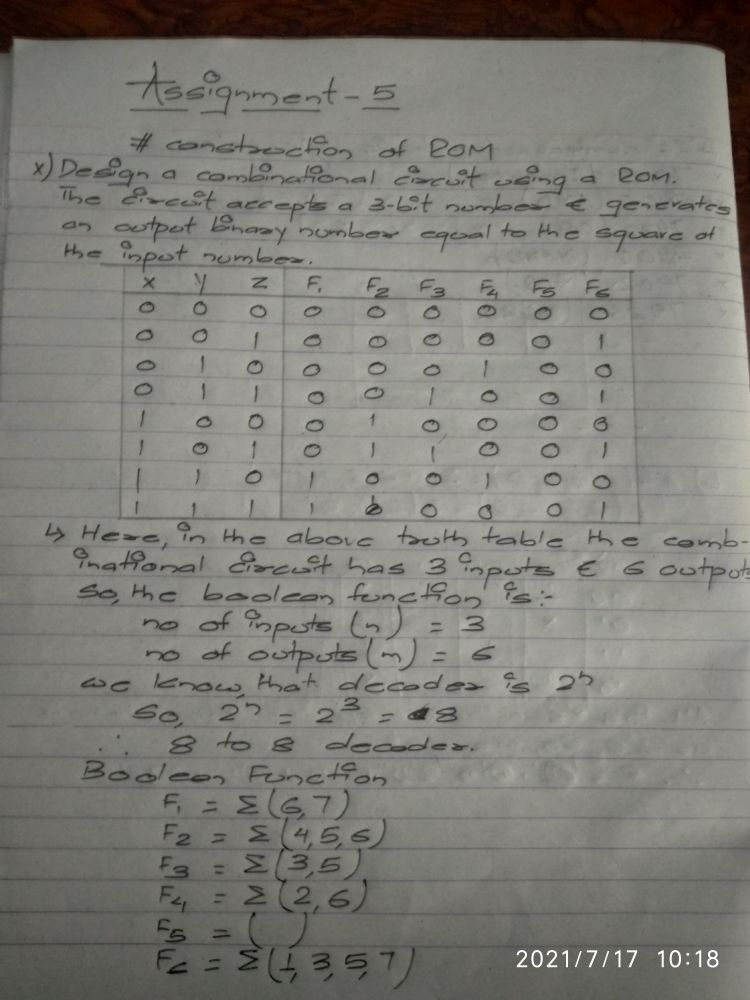 Assignment - 5
# construction of ROM
x) Design a combinational circuit using a ROM.
The circuit accepts a 3-bit number & generates
an output binary number equal to the square of
the input number.
x y z F1 F2 F3 F4 F5 F6
0 0 0 0 0 0 0 0 0
0 0 1 0 0 0 0 0 1
0 1 0 0 0 0 1 0 0
0 1 1 0 0 1 0 0 1
1 0 0 0 1 0 0 0 0
1 0 1 0 1 1 0 0 1
1 1 0 1 0 0 1 0 0
1 1 1 1 0 0 0 1
↳ Here, in the above truth table the comb-
inational circuit has 3 inputs & 6 outputs
So, the boolean function is:-
no of inputs (n) = 3
no of outputs (m) = 6
we know, that decoder is 2ⁿ
So, 2ⁿ = 2³ = 8
∴ 8 to 8 decoder.
Boolean Function
F1 = Σ(6,7)
F2 = Σ(4,5,6)
F3 = Σ(3,5)
F4 = Σ(2,6)
F5 = ( )
F6 = Σ(1,3,5,7)
2021/7/17 10:18